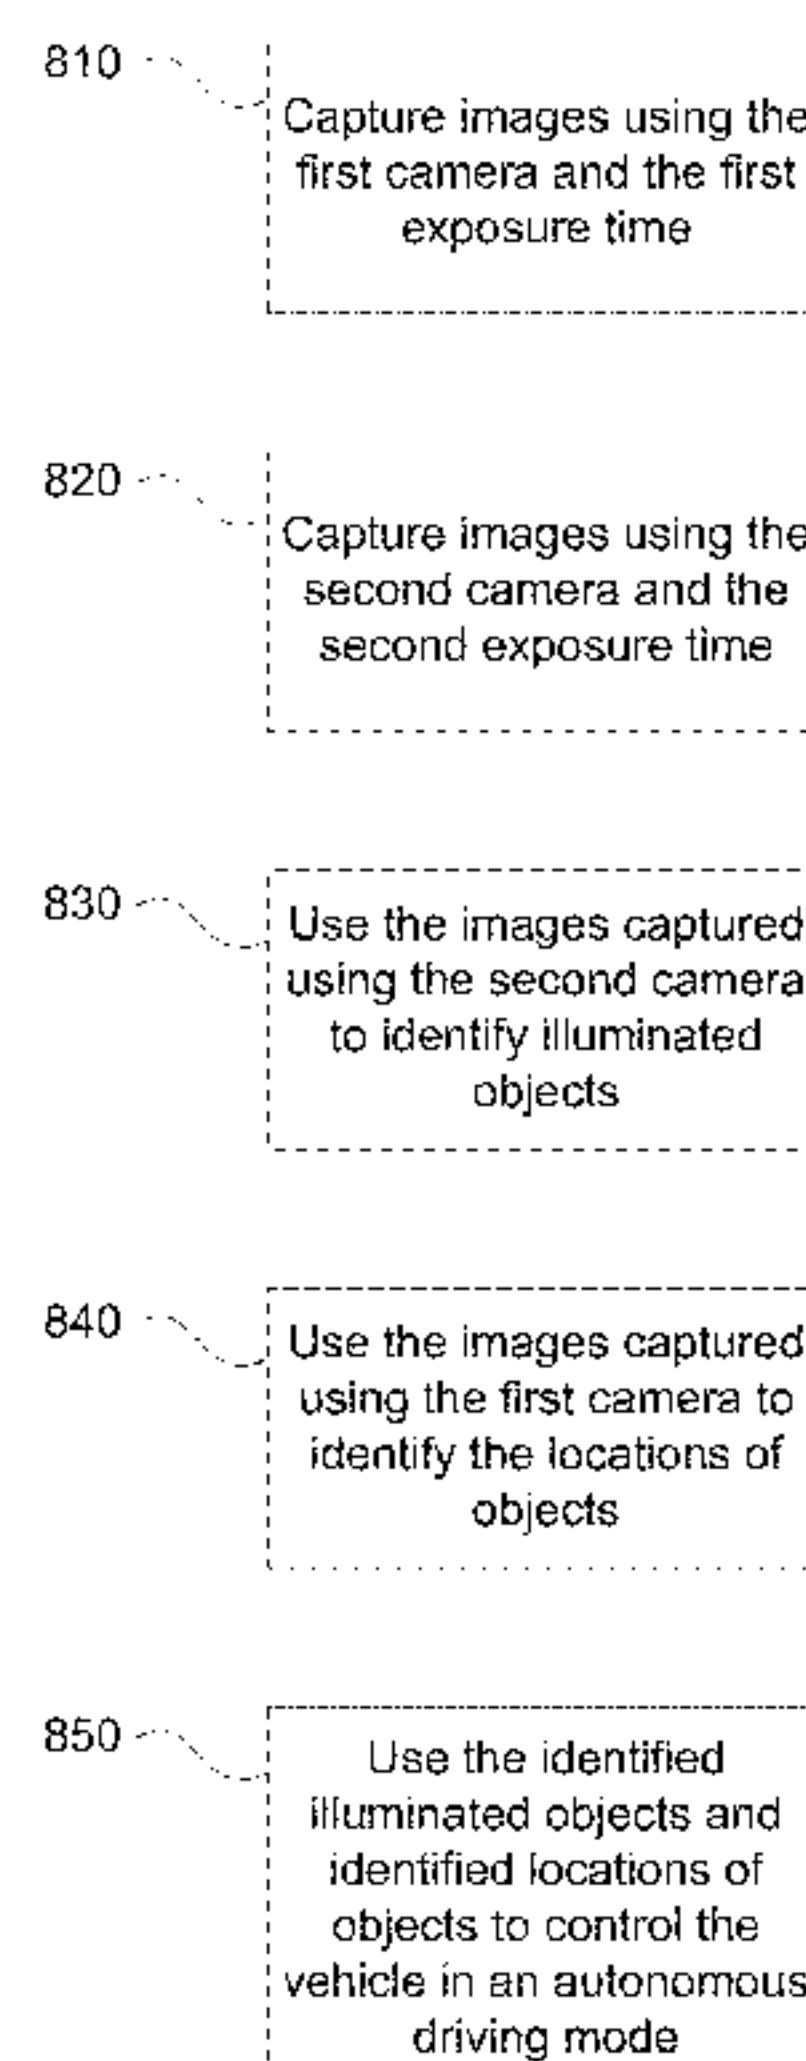 810
Capture images using the
first camera and the first
exposure time
820
Capture images using the
second camera and the
second exposure time
830
Use the images captured
using the second camera
to identify illuminated
objects
840
Use the images captured
using the first camera to
identify the locations of
objects
850
Use the identified
illuminated objects and
identified locations of
objects to control the
vehicle in an autonomous
driving mode